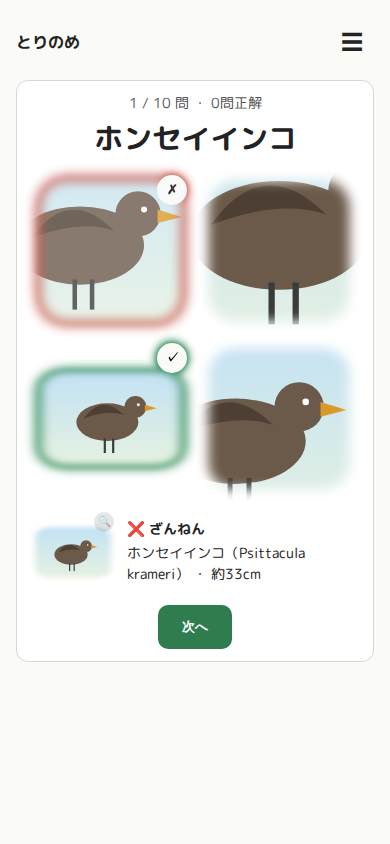 とりのめ
1 / 10 問 · 0問正解
ホンセイインコ
✗
✓
❌ ざんねん
ホンセイインコ（Psittacula
krameri） · 約33cm
次へ